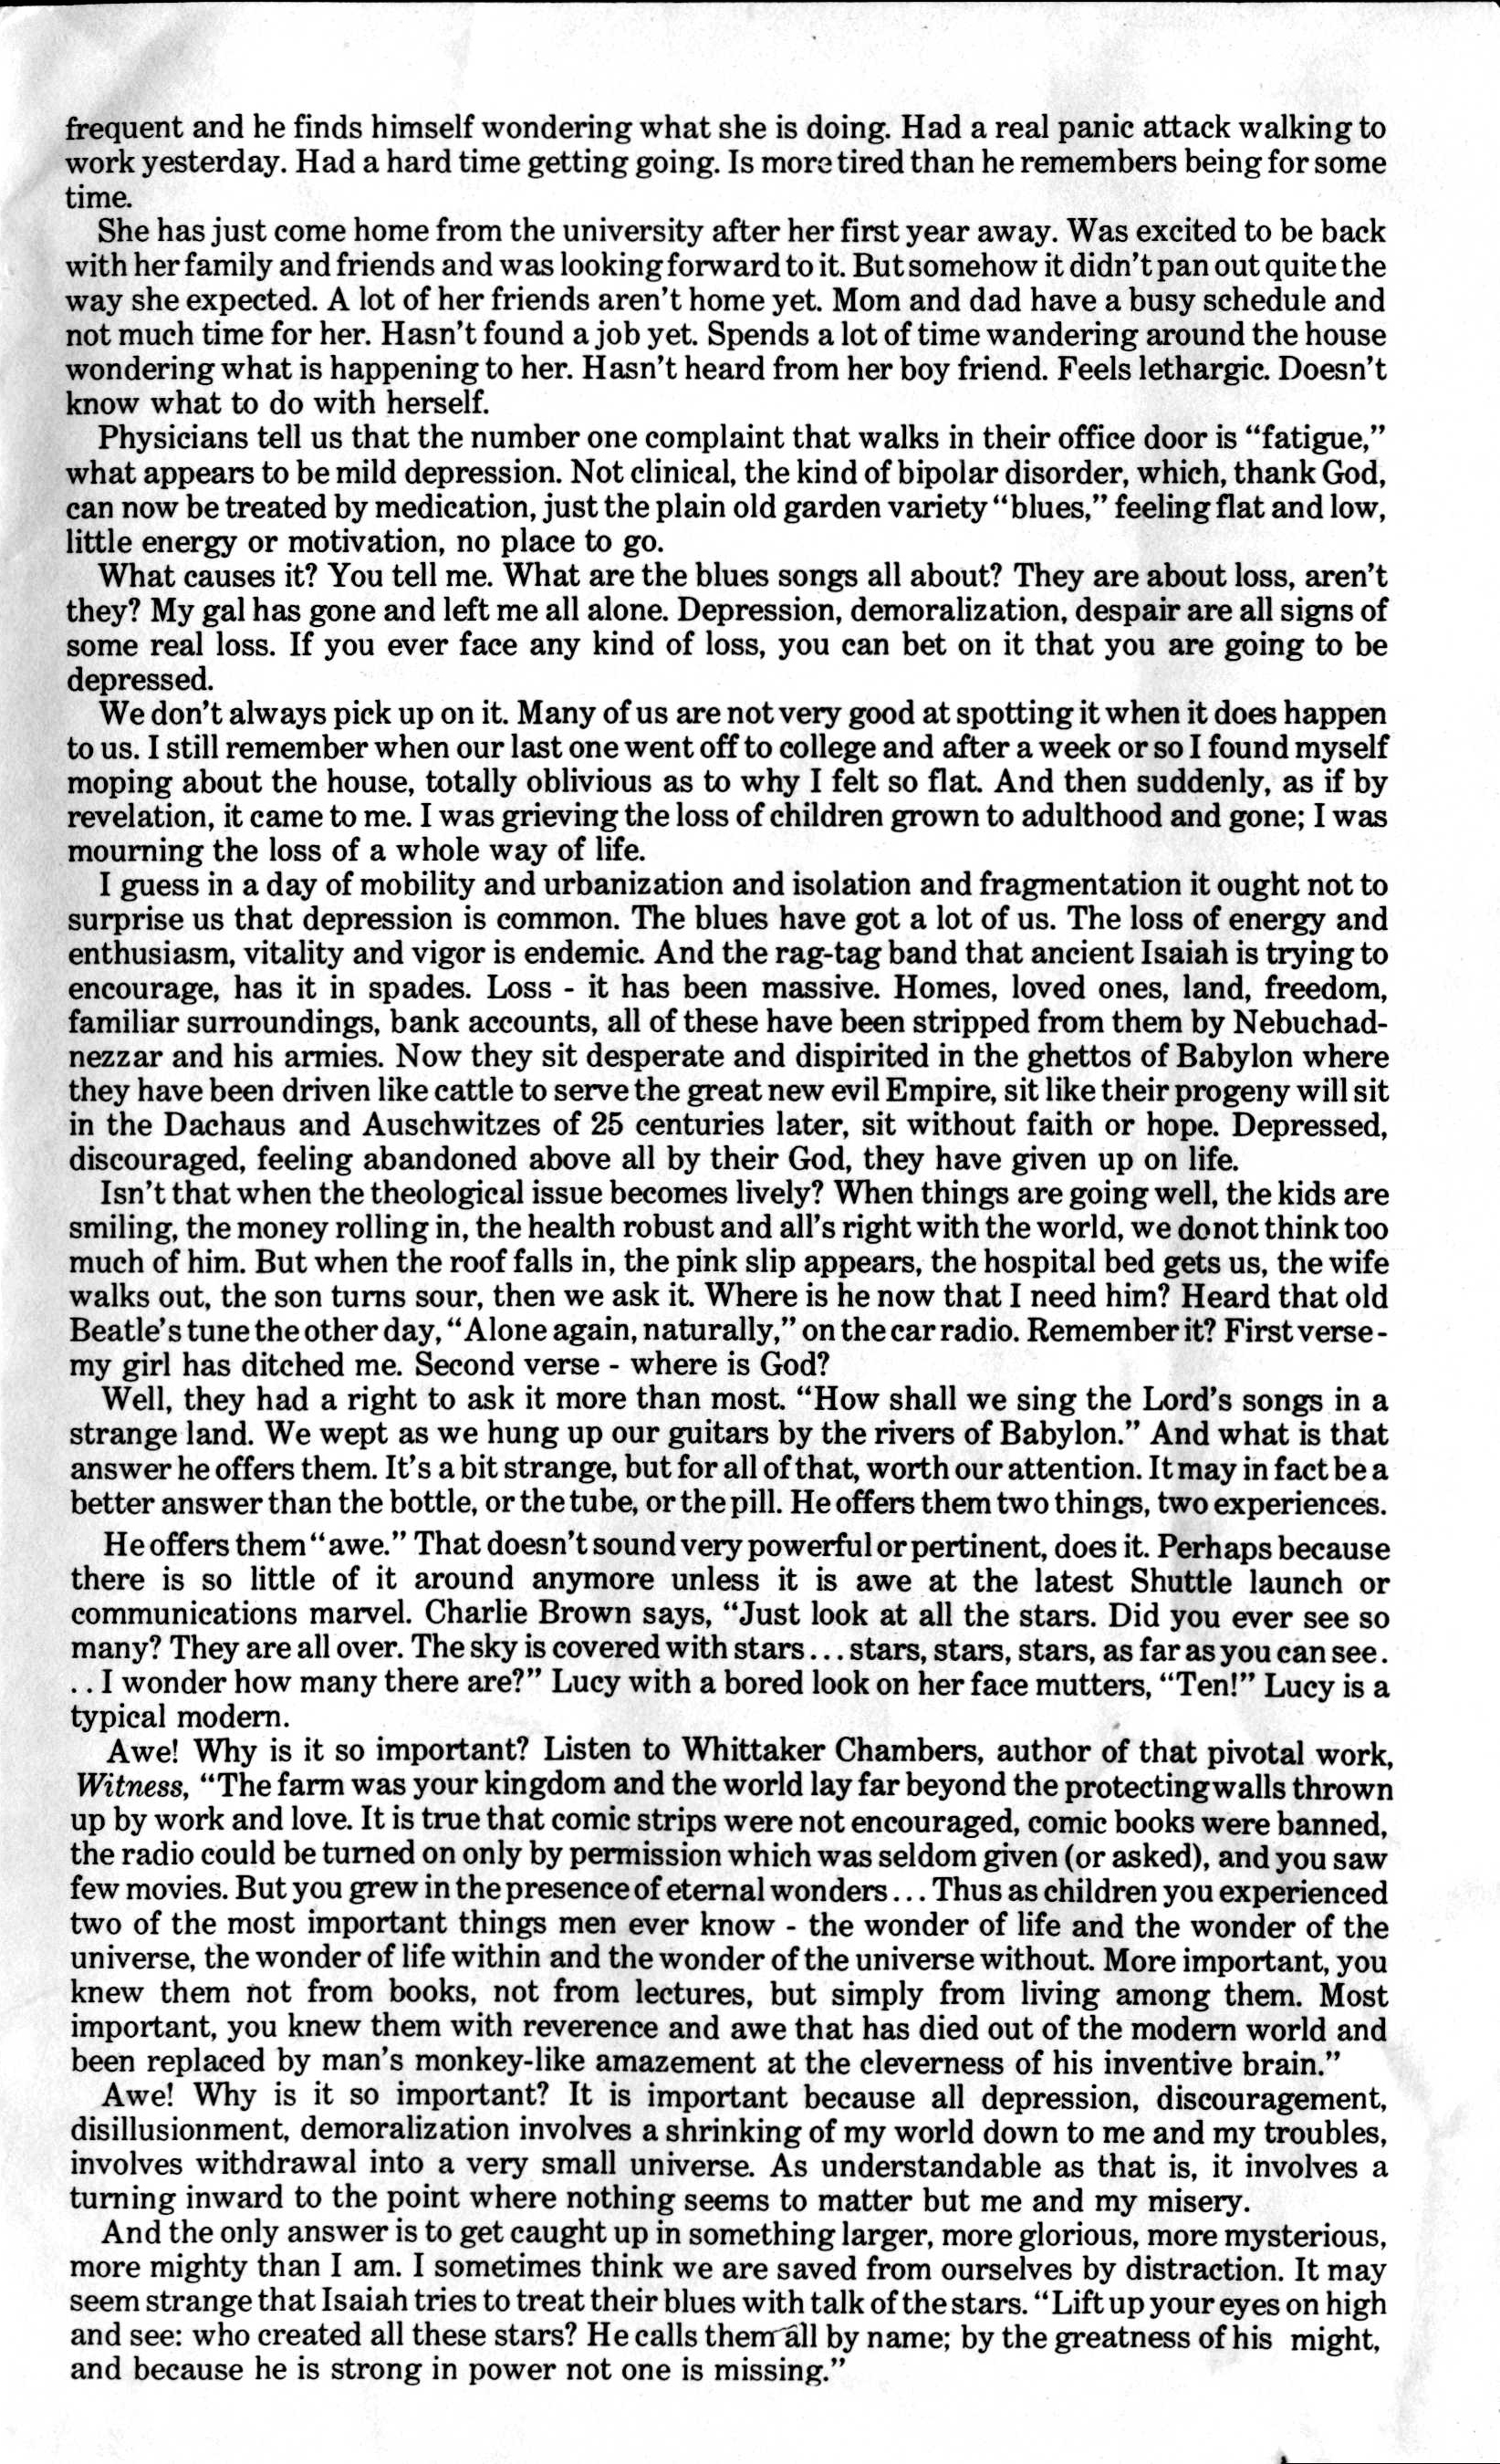 frequent and he finds himself wondering what she is doing. Had a real panic attack walking to
work yesterday. Had a hard time getting going. Is more tired than he remembers being for some
time.
She has just come home from the university after her first year away. Was excited to be back
with her family and friends and was looking forward to it. But somehow it didn't pan out quite the
way she expected. A lot of her friends aren't home yet. Mom and dad have a busy schedule and
not much time for her. Hasn't found a job yet. Spends a lot of time wandering around the house
wondering what is happening to her. Hasn't heard from her boy friend. Feels lethargic. Doesn't
know what to do with herself.
Physicians tell us that the number one complaint that walks in their office door is “fatigue,”
what appears to be mild depression. Not clinical, the kind of bipolar disorder, which, thank God,
can now be treated by medication, just the plain old garden variety “blues,” feeling flat and low,
little energy or motivation, no place to go.
What causes it? You tell me. What are the blues songs all about? They are about loss, aren't
they? My gal has gone and left me all alone. Depression, demoralization, despair are all signs of
some real loss. If you ever face any kind of loss, you can bet on it that you are going to be
depressed.
We don't always pick up on it. Many of us are not very good at spotting it when it does happen
to us. I still remember when our last one went off to college and after a week or so I found myself
moping about the house, totally oblivious as to why I felt so flat. And then suddenly, as if by
revelation, it came to me. I was grieving the loss of children grown to adulthood and gone; I was
mourning the loss of a whole way of life.
I guess in a day of mobility and urbanization and isolation and fragmentation it ought not to
surprise us that depression is common. The blues have got a lot of us. The loss of energy and
enthusiasm, vitality and vigor is endemic. And the rag-tag band that ancient Isaiah is trying to
encourage, has it in spades. Loss - it has been massive. Homes, loved ones, land, freedom,
familiar surroundings, bank accounts, all of these have been stripped from them by Nebuchad-
nezzar and his armies. Now they sit desperate and dispirited in the ghettos of Babylon where
they have been driven like cattle to serve the great new evil Empire, sit like their progeny will sit
in the Dachaus and Auschwitzes of 25 centuries later, sit without faith or hope. Depressed,
discouraged, feeling abandoned above all by their God, they have given up on life.
Isn't that when the theological issue becomes lively? When things are going well, the kids are
smiling, the money rolling in, the health robust and all's right with the world, we do not think too
much of him. But when the roof falls in, the pink slip appears, the hospital bed gets us, the wife
walks out, the son turns sour, then we ask it. Where is he now that I need him? Heard that old
Beatle's tune the other day, “Alone again, naturally,” on the car radio. Remember it? First verse -
my girl has ditched me. Second verse - where is God?
Well, they had a right to ask it more than most. “How shall we sing the Lord's songs in a
strange land. We wept as we hung up our guitars by the rivers of Babylon.” And what is that
answer he offers them. It's a bit strange, but for all of that, worth our attention. It may in fact be a
better answer than the bottle, or the tube, or the pill. He offers them two things, two experiences.
He offers them “awe.” That doesn't sound very powerful or pertinent, does it. Perhaps because
there is so little of it around anymore unless it is awe at the latest Shuttle launch or
communications marvel. Charlie Brown says, “Just look at all the stars. Did you ever see so
many? They are all over. The sky is covered with stars . . . stars, stars, stars, as far as you can see .
. . I wonder how many there are?” Lucy with a bored look on her face mutters, “Ten!” Lucy is a
typical modern.
Awe! Why is it so important? Listen to Whittaker Chambers, author of that pivotal work,
Witness, “The farm was your kingdom and the world lay far beyond the protecting walls thrown
up by work and love. It is true that comic strips were not encouraged, comic books were banned,
the radio could be turned on only by permission which was seldom given (or asked), and you saw
few movies. But you grew in the presence of eternal wonders . . . Thus as children you experienced
two of the most important things men ever know - the wonder of life and the wonder of the
universe, the wonder of life within and the wonder of the universe without. More important, you
knew them not from books, not from lectures, but simply from living among them. Most
important, you knew them with reverence and awe that has died out of the modern world and
been replaced by man's monkey-like amazement at the cleverness of his inventive brain.”
Awe! Why is it so important? It is important because all depression, discouragement,
disillusionment, demoralization involves a shrinking of my world down to me and my troubles,
involves withdrawal into a very small universe. As understandable as that is, it involves a
turning inward to the point where nothing seems to matter but me and my misery.
And the only answer is to get caught up in something larger, more glorious, more mysterious,
more mighty than I am. I sometimes think we are saved from ourselves by distraction. It may
seem strange that Isaiah tries to treat their blues with talk of the stars. “Lift up your eyes on high
and see: who created all these stars? He calls them all by name; by the greatness of his might,
and because he is strong in power not one is missing.”